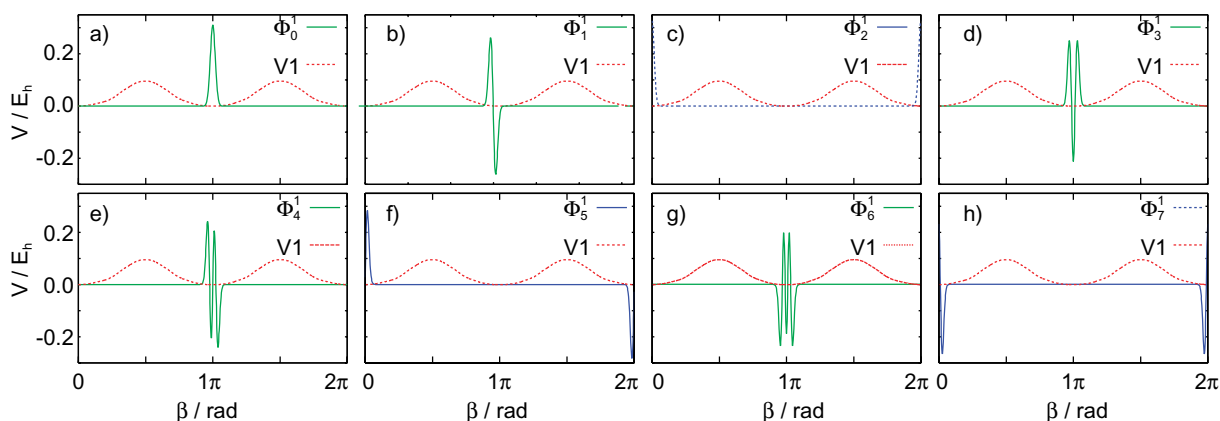 a) Φ₀¹
V1
b) Φ₁¹
V1
c) Φ₂¹
V1
d) Φ₃¹
V1
V / Eₕ
0.2
0.0
-0.2
e) Φ₄¹
V1
f) Φ₅¹
V1
g) Φ₆¹
V1
h) Φ₇¹
V1
V / Eₕ
0.2
0.0
-0.2
0 1π 2π 0 1π 2π 0 1π 2π 0 1π 2π
β / rad β / rad β / rad β / rad